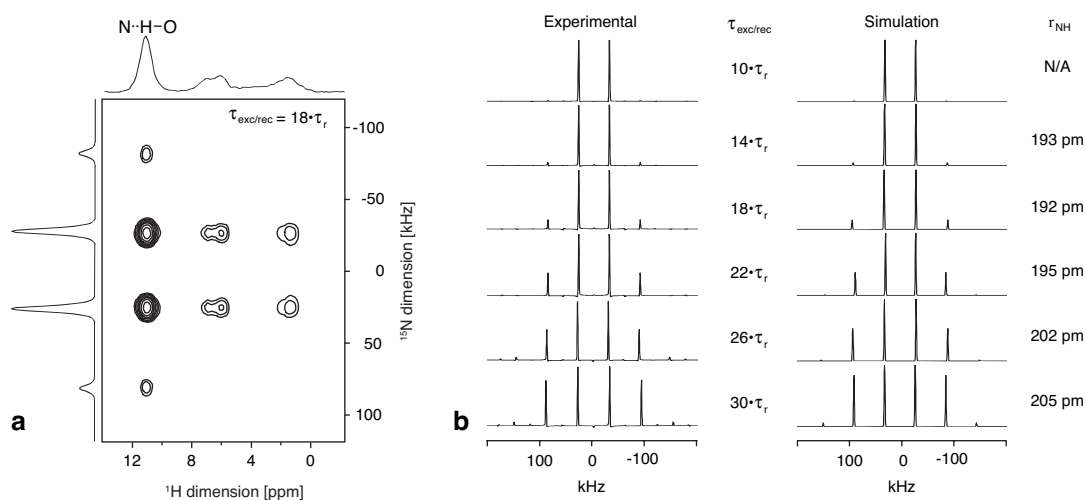 N··H–O
τexc/rec = 18·τr
-100
-50
0
50
100
15N dimension [kHz]
12 8 4 0
1H dimension [ppm]
a
Experimental τexc/rec Simulation rNH
10·τr N/A
14·τr 193 pm
18·τr 192 pm
22·τr 195 pm
26·τr 202 pm
30·τr 205 pm
b
100 0 -100 100 0 -100
kHz kHz